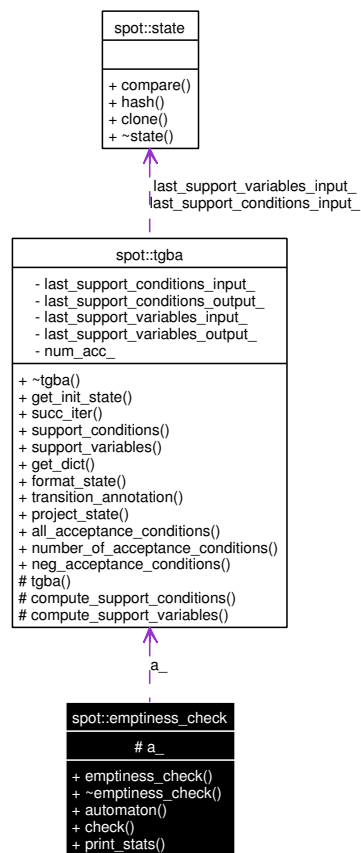 spot::state
+ compare()
+ hash()
+ clone()
+ ~state()
last_support_variables_input_
last_support_conditions_input_
spot::tgba
- last_support_conditions_input_
- last_support_conditions_output_
- last_support_variables_input_
- last_support_variables_output_
- num_acc_
+ ~tgba()
+ get_init_state()
+ succ_iter()
+ support_conditions()
+ support_variables()
+ get_dict()
+ format_state()
+ transition_annotation()
+ project_state()
+ all_acceptance_conditions()
+ number_of_acceptance_conditions()
+ neg_acceptance_conditions()
# tgba()
# compute_support_conditions()
# compute_support_variables()
a_
spot::emptiness_check
# a_
+ emptiness_check()
+ ~emptiness_check()
+ automaton()
+ check()
+ print_stats()